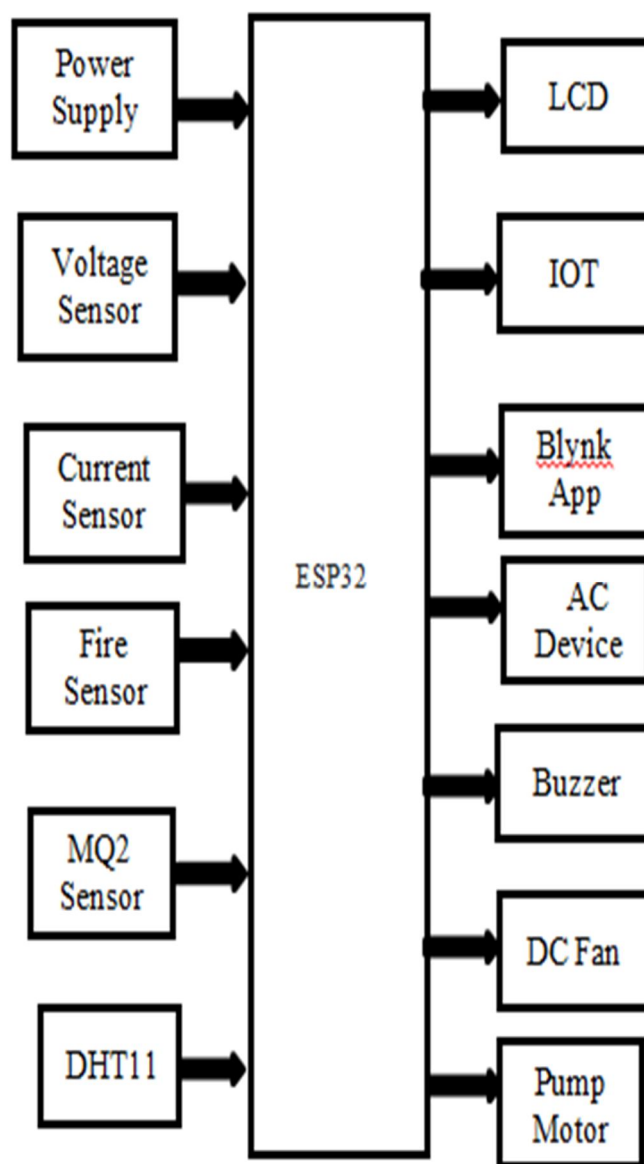 Power
Supply
Voltage
Sensor
Current
Sensor
Fire
Sensor
MQ2
Sensor
DHT11
ESP32
LCD
IOT
Blynk
App
AC
Device
Buzzer
DC Fan
Pump
Motor